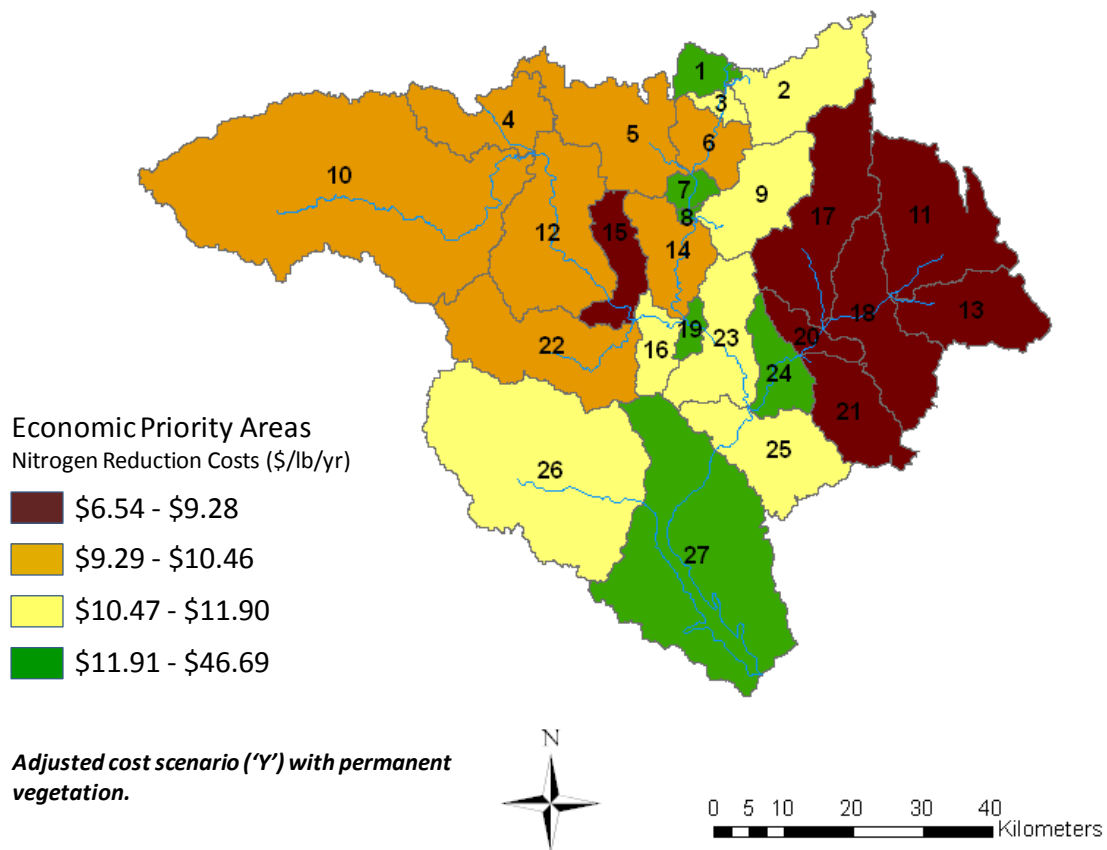 1
2
3
4
5
6
7
8
9
10
11
12
13
14
15
16
17
18
19
20
21
22
23
24
25
26
27
Economic Priority Areas
Nitrogen Reduction Costs ($/lb/yr)
$6.54 - $9.28
$9.29 - $10.46
$10.47 - $11.90
$11.91 - $46.69
Adjusted cost scenario (‘Y’) with permanent
vegetation.
N
0 5 10 20 30 40
Kilometers